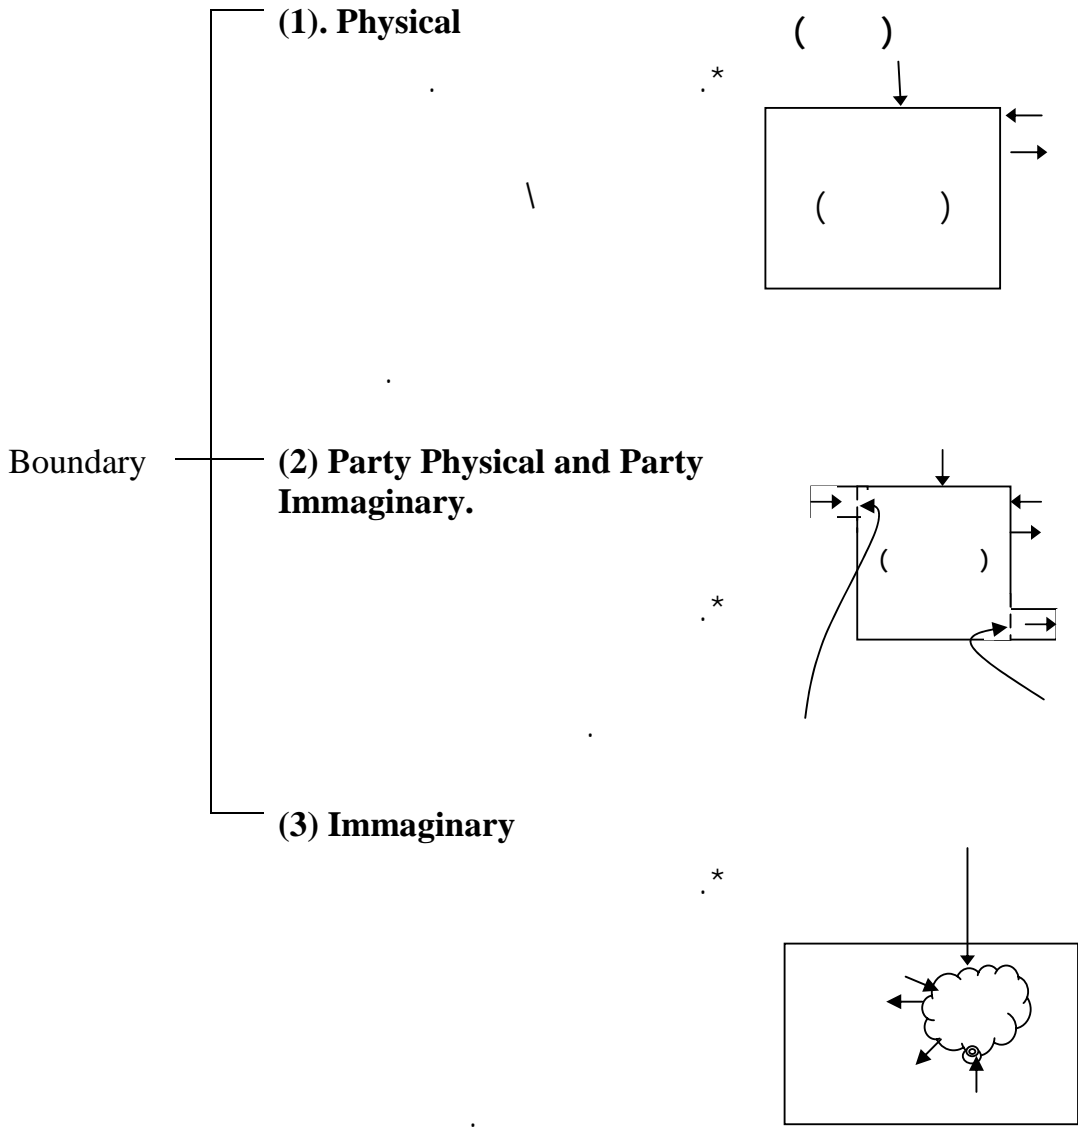 (1). Physical
( )
. .*
\
( )
.
Boundary
(2) Party Physical and Party
Immaginary.
( )
.*
.
(3) Immaginary
.*
.